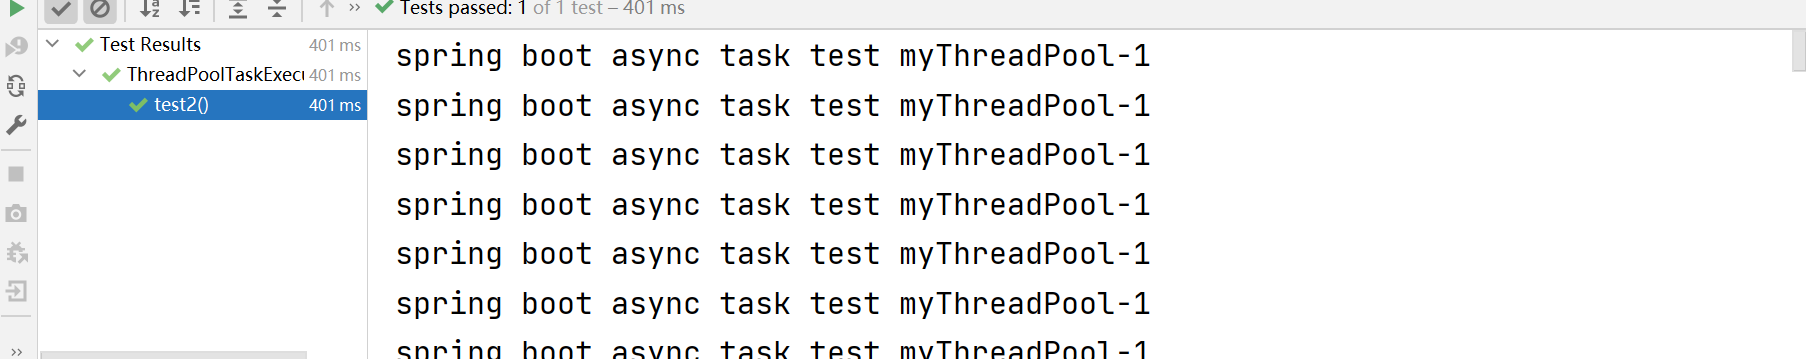 Tests passed: 1 of 1 test – 401 ms
Test Results 401 ms
ThreadPoolTaskExecu 401 ms
test2() 401 ms
spring boot async task test myThreadPool-1
spring boot async task test myThreadPool-1
spring boot async task test myThreadPool-1
spring boot async task test myThreadPool-1
spring boot async task test myThreadPool-1
spring boot async task test myThreadPool-1
spring boot async task test myThreadPool-1